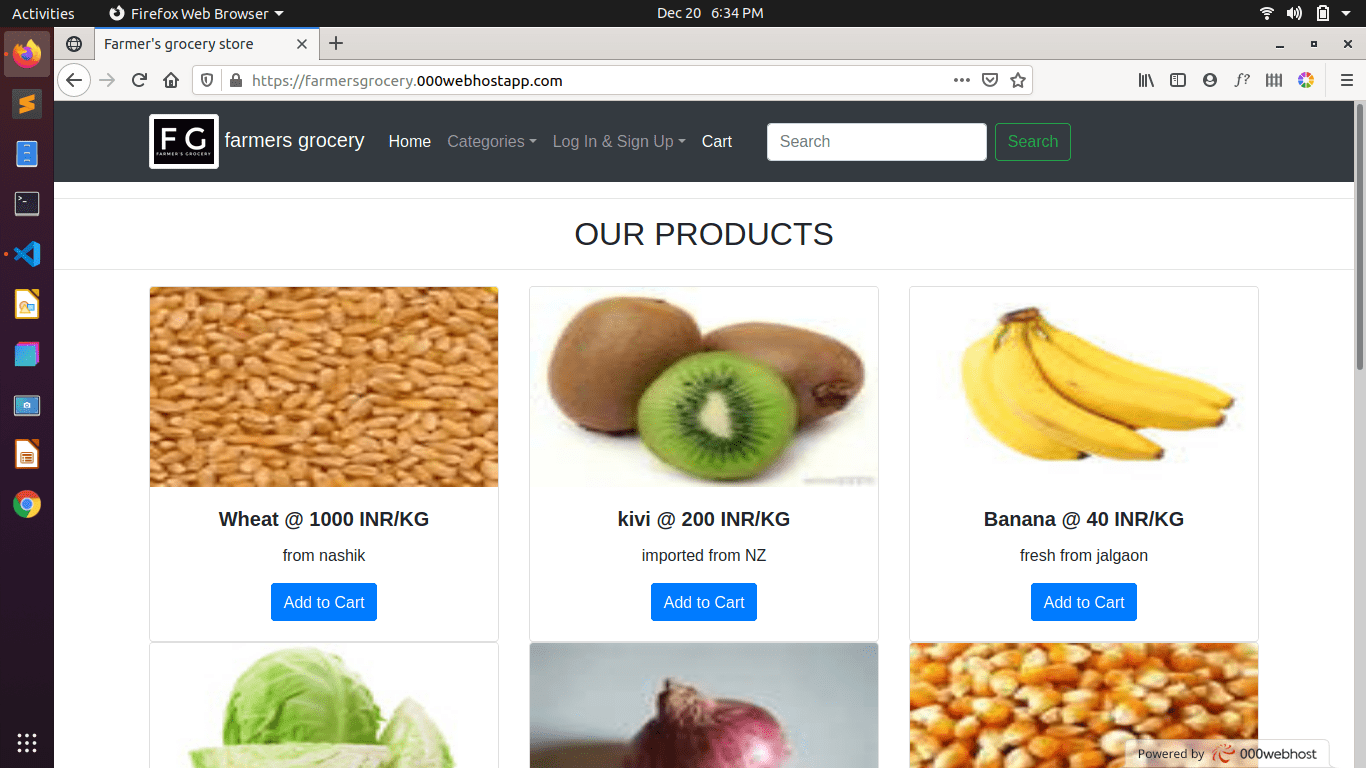 Activities
Firefox Web Browser
Dec 20 6:34 PM
Farmer's grocery store
https://farmersgrocery.000webhostapp.com
f?
FG
FARMER'S GROCERY
farmers grocery
Home
Categories
Log In & Sign Up
Cart
Search
Search
OUR PRODUCTS
Wheat @ 1000 INR/KG
from nashik
Add to Cart
kivi @ 200 INR/KG
imported from NZ
Add to Cart
Banana @ 40 INR/KG
fresh from jalgaon
Add to Cart
Powered by 000webhost